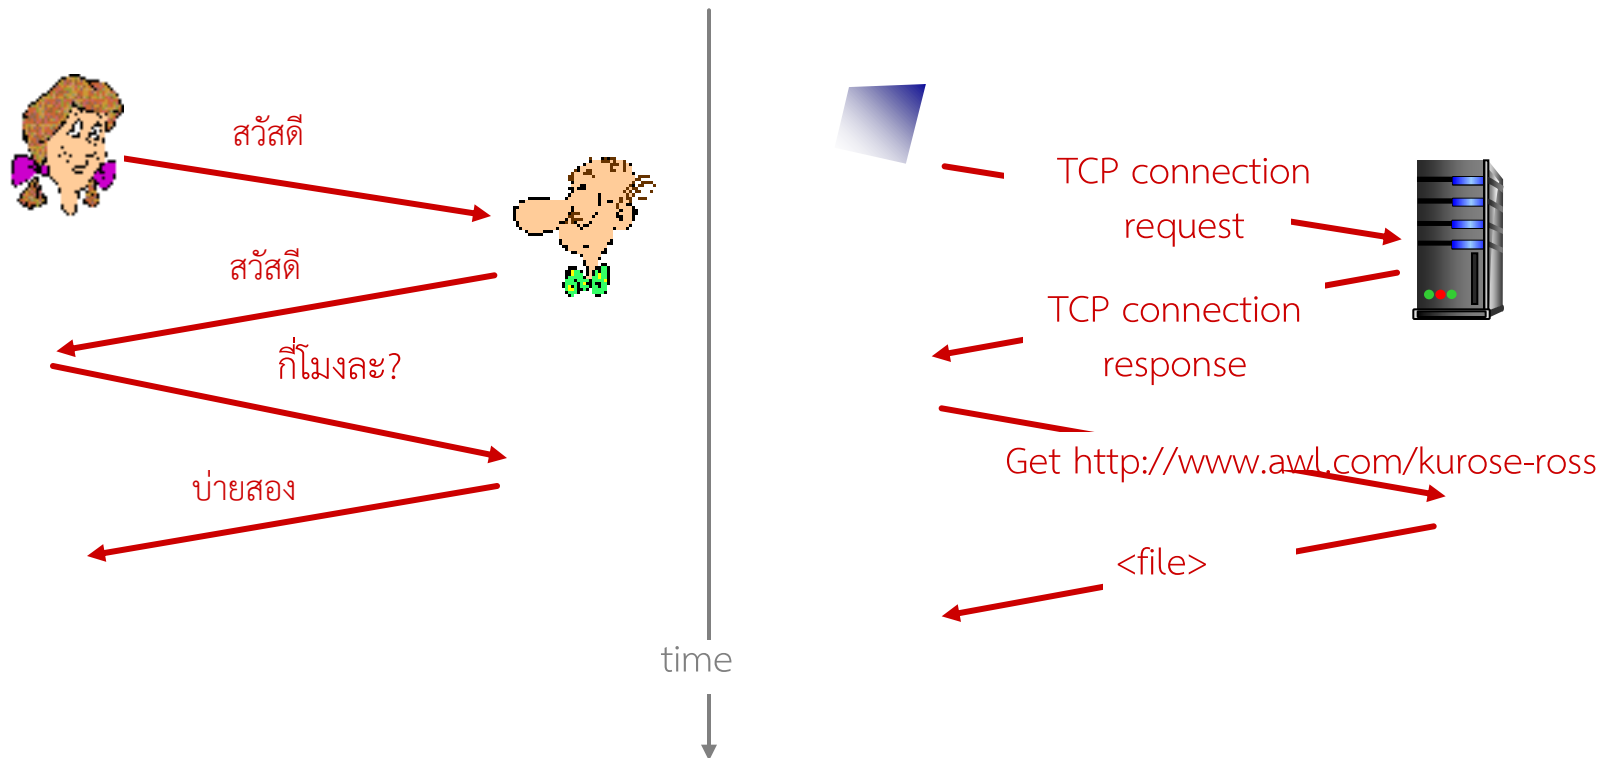 สวัสดี
สวัสดี
กี่โมงละ?
บ่ายสอง
time
TCP connection
request
TCP connection
response
Get http://www.awl.com/kurose-ross
<file>